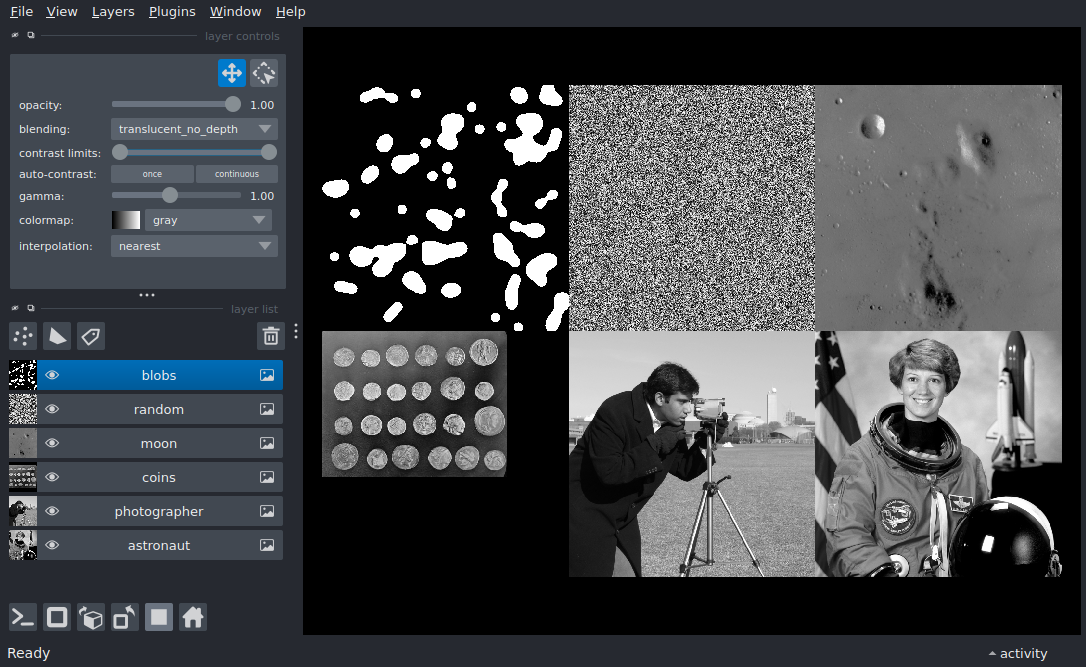 File View Layers Plugins Window Help
layer controls
opacity: 1.00
blending: translucent_no_depth
contrast limits:
auto-contrast: once continuous
gamma: 1.00
colormap: gray
interpolation: nearest
layer list
blobs
random
moon
coins
photographer
astronaut
Ready activity